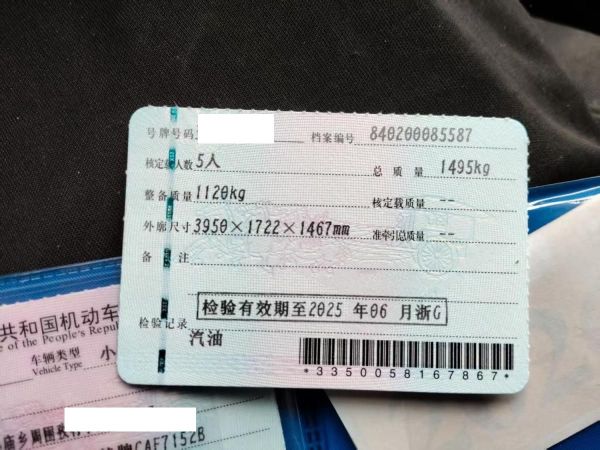 号牌号码 档案编号 840200085587
核定载人数 5人 总质量 1495kg
整备质量 1120kg 核定载质量 --
外廓尺寸 3950×1722×1467mm 准牵引总质量 --
备注
检验有效期至2025 年06 月浙G
检验记录
汽油
*3350058167867*
共和国机动车
e of the People's Repu
车辆类型 小
Vehicle Type
CAF7152B